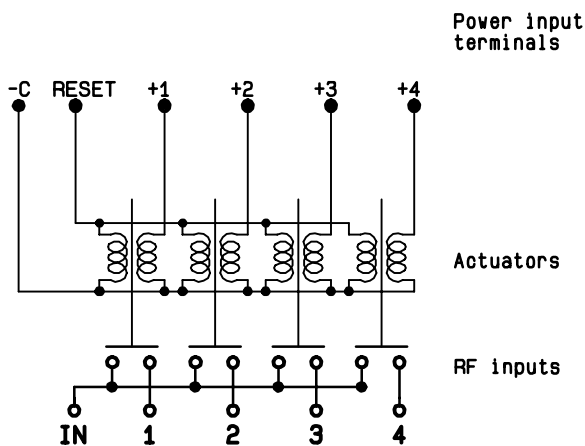 Power input
terminals
-C RESET +1 +2 +3 +4
Actuators
RF inputs
IN 1 2 3 4